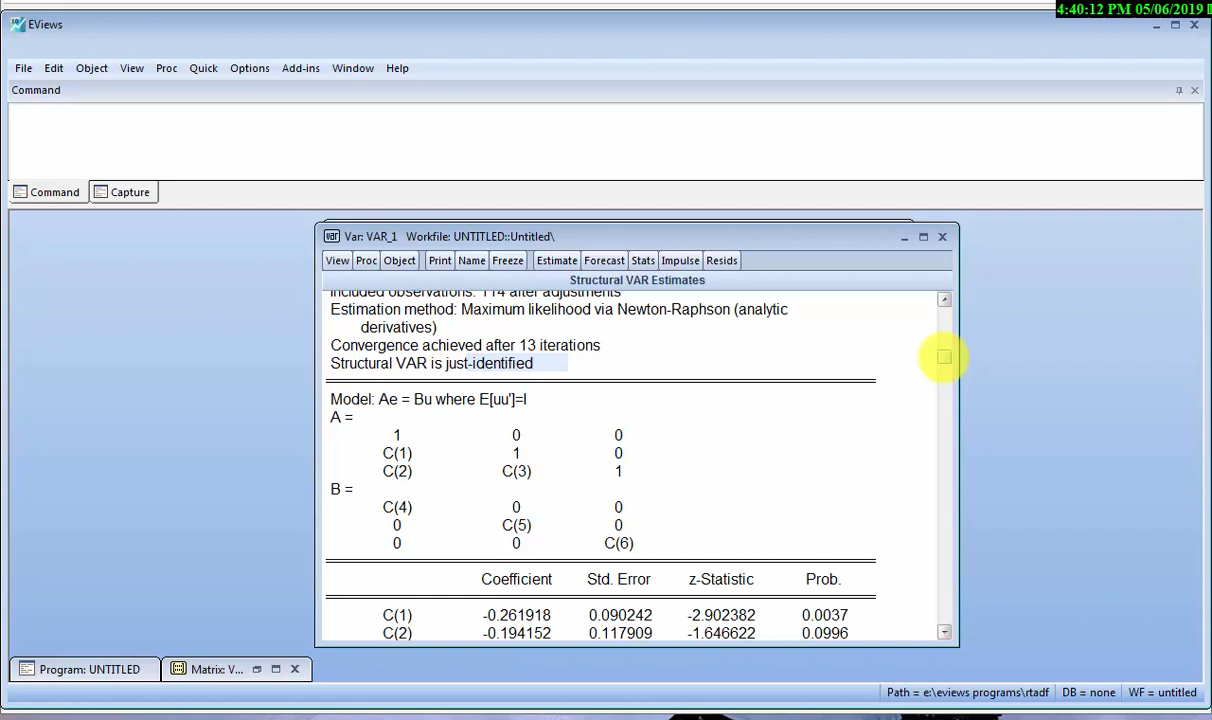 4:40:12 PM 05/06/2019
EViews
File Edit Object View Proc Quick Options Add-ins Window Help
Command
Command Capture
Var: VAR_1 Workfile: UNTITLED::Untitled\
View Proc Object Print Name Freeze Estimate Forecast Stats Impulse Resids
Structural VAR Estimates
Included observations: 114 after adjustments
Estimation method: Maximum likelihood via Newton-Raphson (analytic
derivatives)
Convergence achieved after 13 iterations
Structural VAR is just-identified
Model: Ae = Bu where E[uu']=I
A =
1 0 0
C(1) 1 0
C(2) C(3) 1
B =
C(4) 0 0
0 C(5) 0
0 0 C(6)
Coefficient Std. Error z-Statistic Prob.
C(1) -0.261918 0.090242 -2.902382 0.0037
C(2) -0.194152 0.117909 -1.646622 0.0996
Program: UNTITLED Matrix: V...
Path = e:\eviews programs\rtadf DB = none WF = untitled